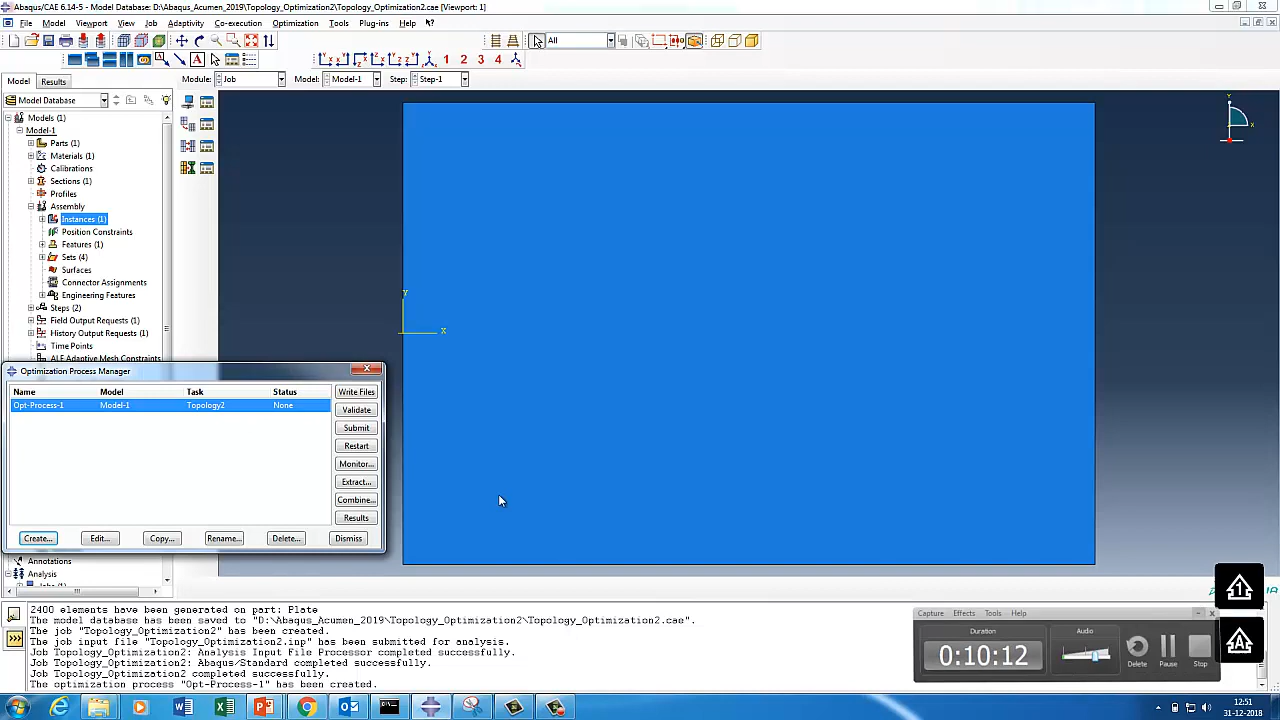 Abaqus/CAE 6.14-5 - Model Database: D:\Abaqus_Acumen_2019\Topology_Optimization2\Topology_Optimization2.cae [Viewport: 1]
File Model Viewport View Job Adaptivity Co-execution Optimization Tools Plug-ins Help
All
1 2 3 4
Model Results
Module: Job Model: Model-1 Step: Step-1
Model Database
Models (1)
Model-1
Parts (1)
Materials (1)
Calibrations
Sections (1)
Profiles
Assembly
Instances (1)
Position Constraints
Features (1)
Sets (4)
Surfaces
Connector Assignments
Engineering Features
Steps (2)
Field Output Requests (1)
History Output Requests (1)
Time Points
ALE Adaptive Mesh Constraints
Y
X
Y
X
Optimization Process Manager
Name Model Task Status
Opt-Process-1 Model-1 Topology2 None
Write Files
Validate
Submit
Restart
Monitor...
Extract...
Combine...
Results
Create... Edit... Copy... Rename... Delete... Dismiss
Annotations
Analysis
2400 elements have been generated on part: Plate
The model database has been saved to "D:\Abaqus_Acumen_2019\Topology_Optimization2\Topology_Optimization2.cae".
The job "Topology_Optimization2" has been created.
The job input file "Topology_Optimization2.inp" has been submitted for analysis.
Job Topology_Optimization2: Analysis Input File Processor completed successfully.
Job Topology_Optimization2: Abaqus/Standard completed successfully.
Job Topology_Optimization2 completed successfully.
The optimization process "Opt-Process-1" has been created.
Capture Effects Tools Help
Duration Audio
0:10:12
Delete Pause Stop
1
A
12:51
31-12-2018